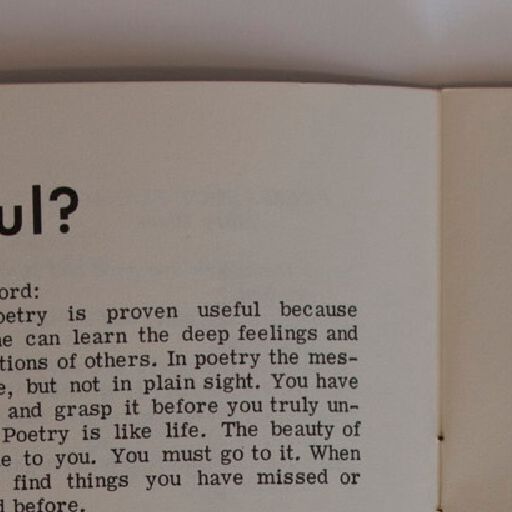 ul?
ord:
oetry is proven useful because
ne can learn the deep feelings and
tions of others. In poetry the mes-
e, but not in plain sight. You have
and grasp it before you truly un-
Poetry is like life. The beauty of
e to you. You must go to it. When
find things you have missed or
d before.